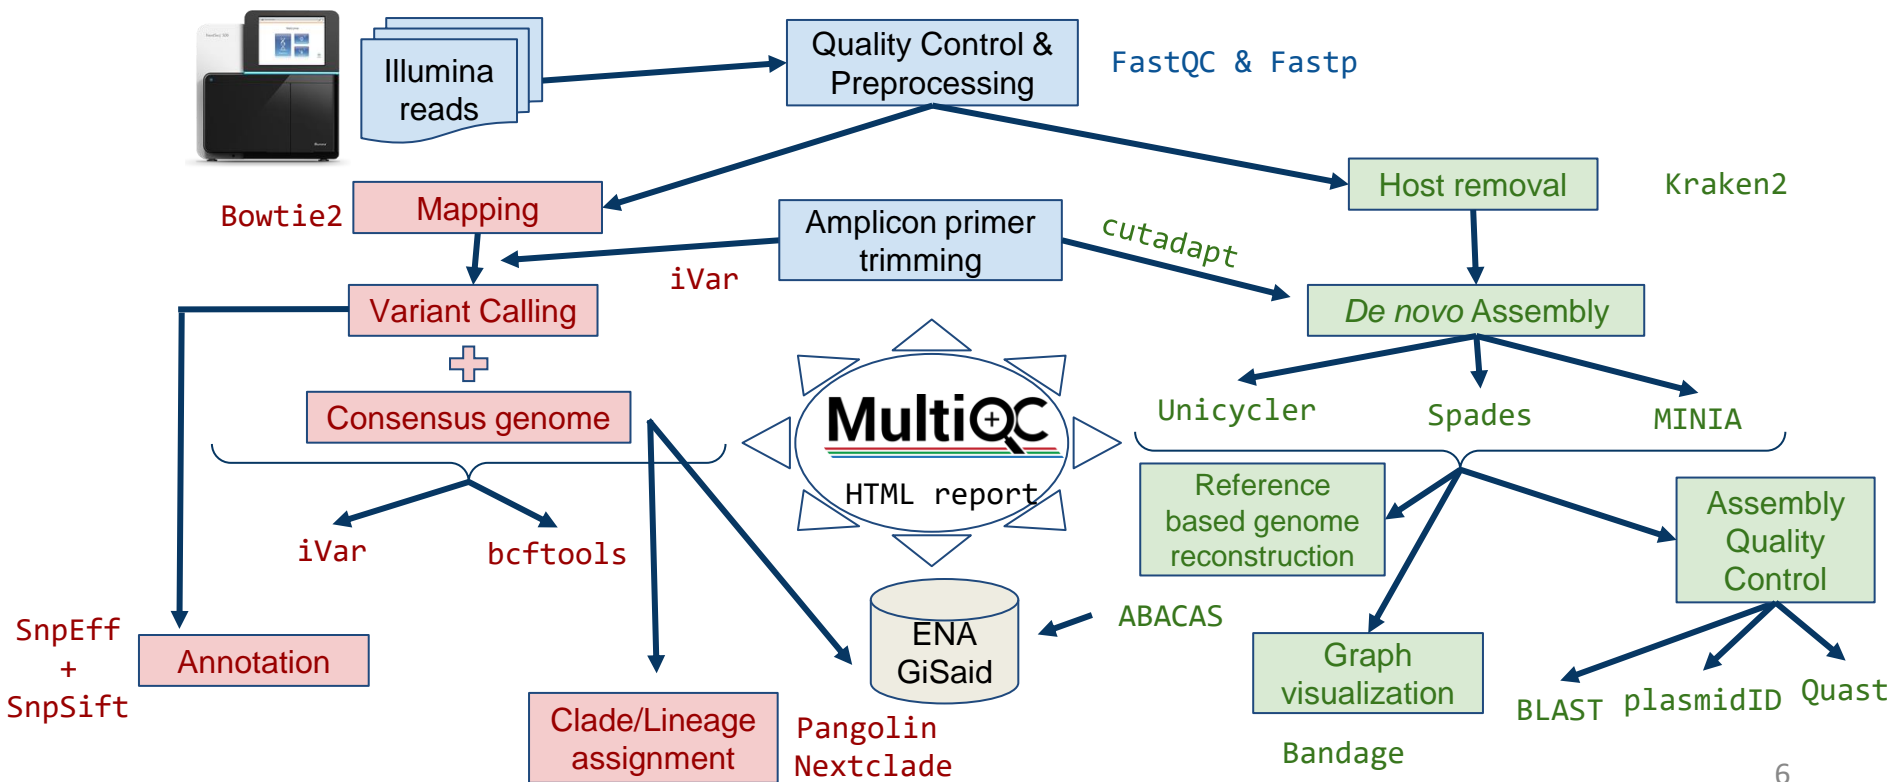 Illumina
reads
Quality Control &
Preprocessing
FastQC & Fastp
Bowtie2
Mapping
Host removal
Kraken2
Amplicon primer
trimming
cutadapt
iVar
Variant Calling
De novo Assembly
Consensus genome
MultiQC
HTML report
Unicycler
Spades
MINIA
iVar
bcftools
Reference
based genome
reconstruction
Assembly
Quality
Control
SnpEff
+
SnpSift
Annotation
ENA
GiSaid
ABACAS
Graph
visualization
Bandage
BLAST
plasmidID
Quast
Clade/Lineage
assignment
Pangolin
Nextclade
6